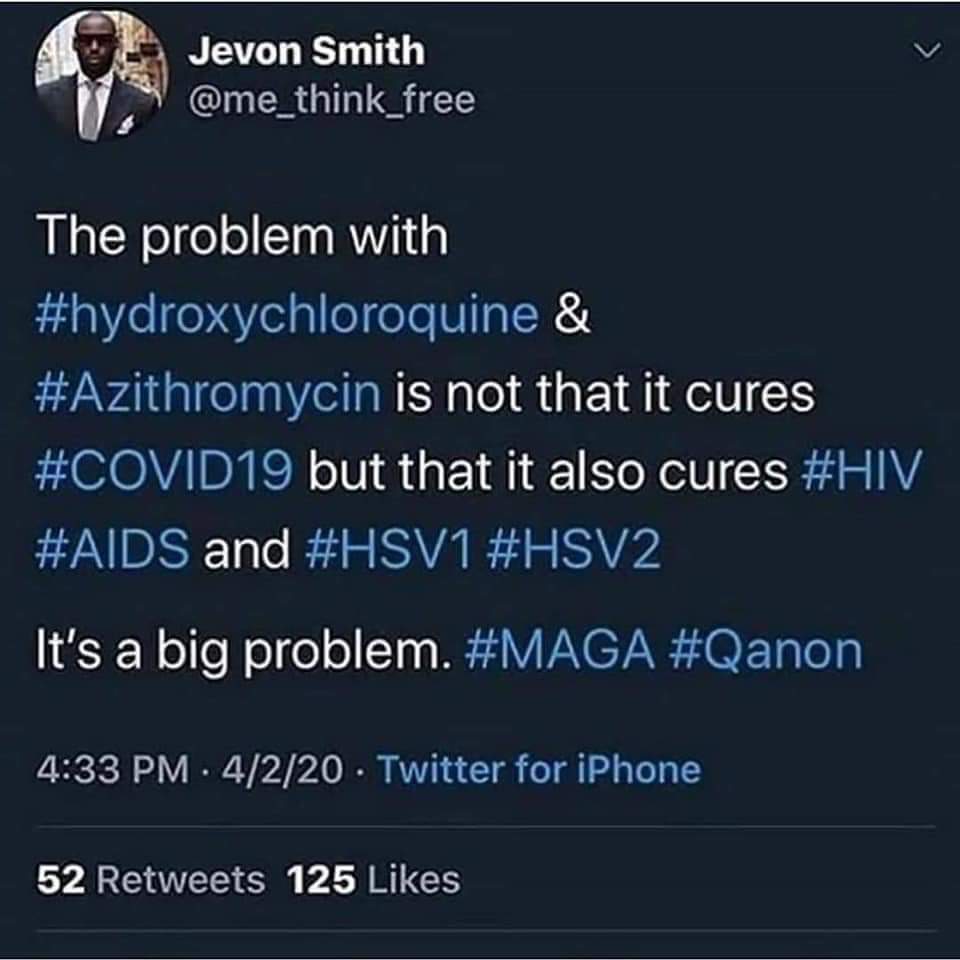 Jevon Smith
@me_think_free
The problem with
#hydroxychloroquine &
#Azithromycin is not that it cures
#COVID19 but that it also cures #HIV
#AIDS and #HSV1 #HSV2
It's a big problem. #MAGA #Qanon
4:33 PM · 4/2/20 · Twitter for iPhone
52 Retweets 125 Likes